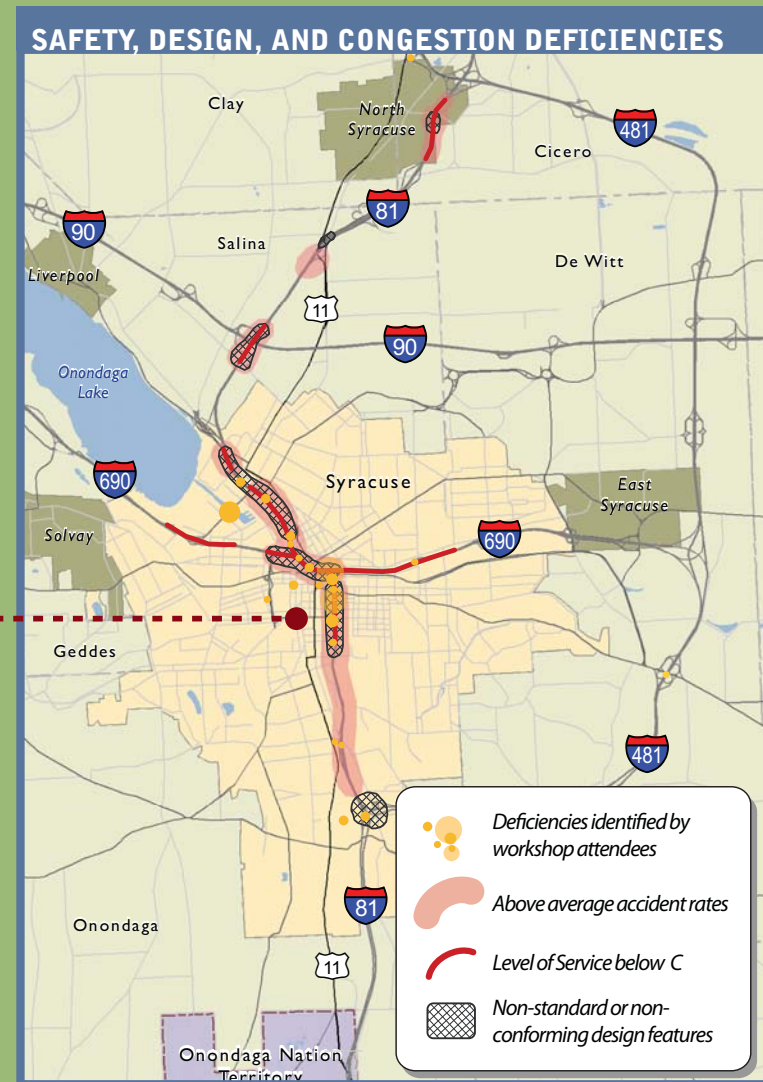 SAFETY, DESIGN, AND CONGESTION DEFICIENCIES
Clay
North
Syracuse
481
Cicero
81
90
Salina
De Witt
Liverpool
11
90
Onondaga
Lake
690
Syracuse
East
Syracuse
Solvay
690
Geddes
481
Deficiencies identified by
workshop attendees
81
Above average accident rates
Onondaga
11
Level of Service below C
Non-standard or non-
conforming design features
Onondaga Nation
Territory